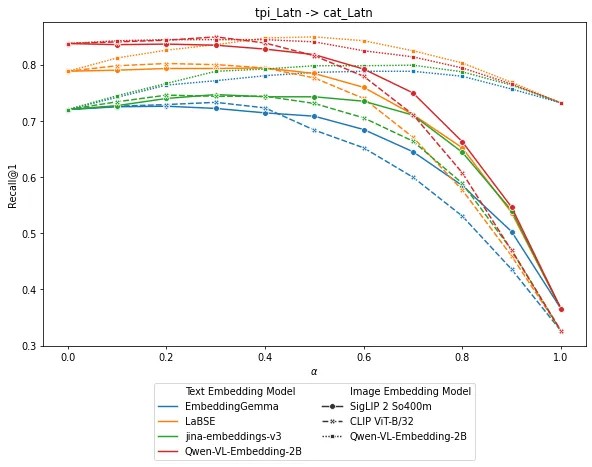 tpi_Latn -> cat_Latn
Recall@1
0.8
0.7
0.6
0.5
0.4
0.3
0.0 0.2 0.4 0.6 0.8 1.0
α
Text Embedding Model Image Embedding Model
EmbeddingGemma SigLIP 2 So400m
LaBSE CLIP ViT-B/32
jina-embeddings-v3 Qwen-VL-Embedding-2B
Qwen-VL-Embedding-2B